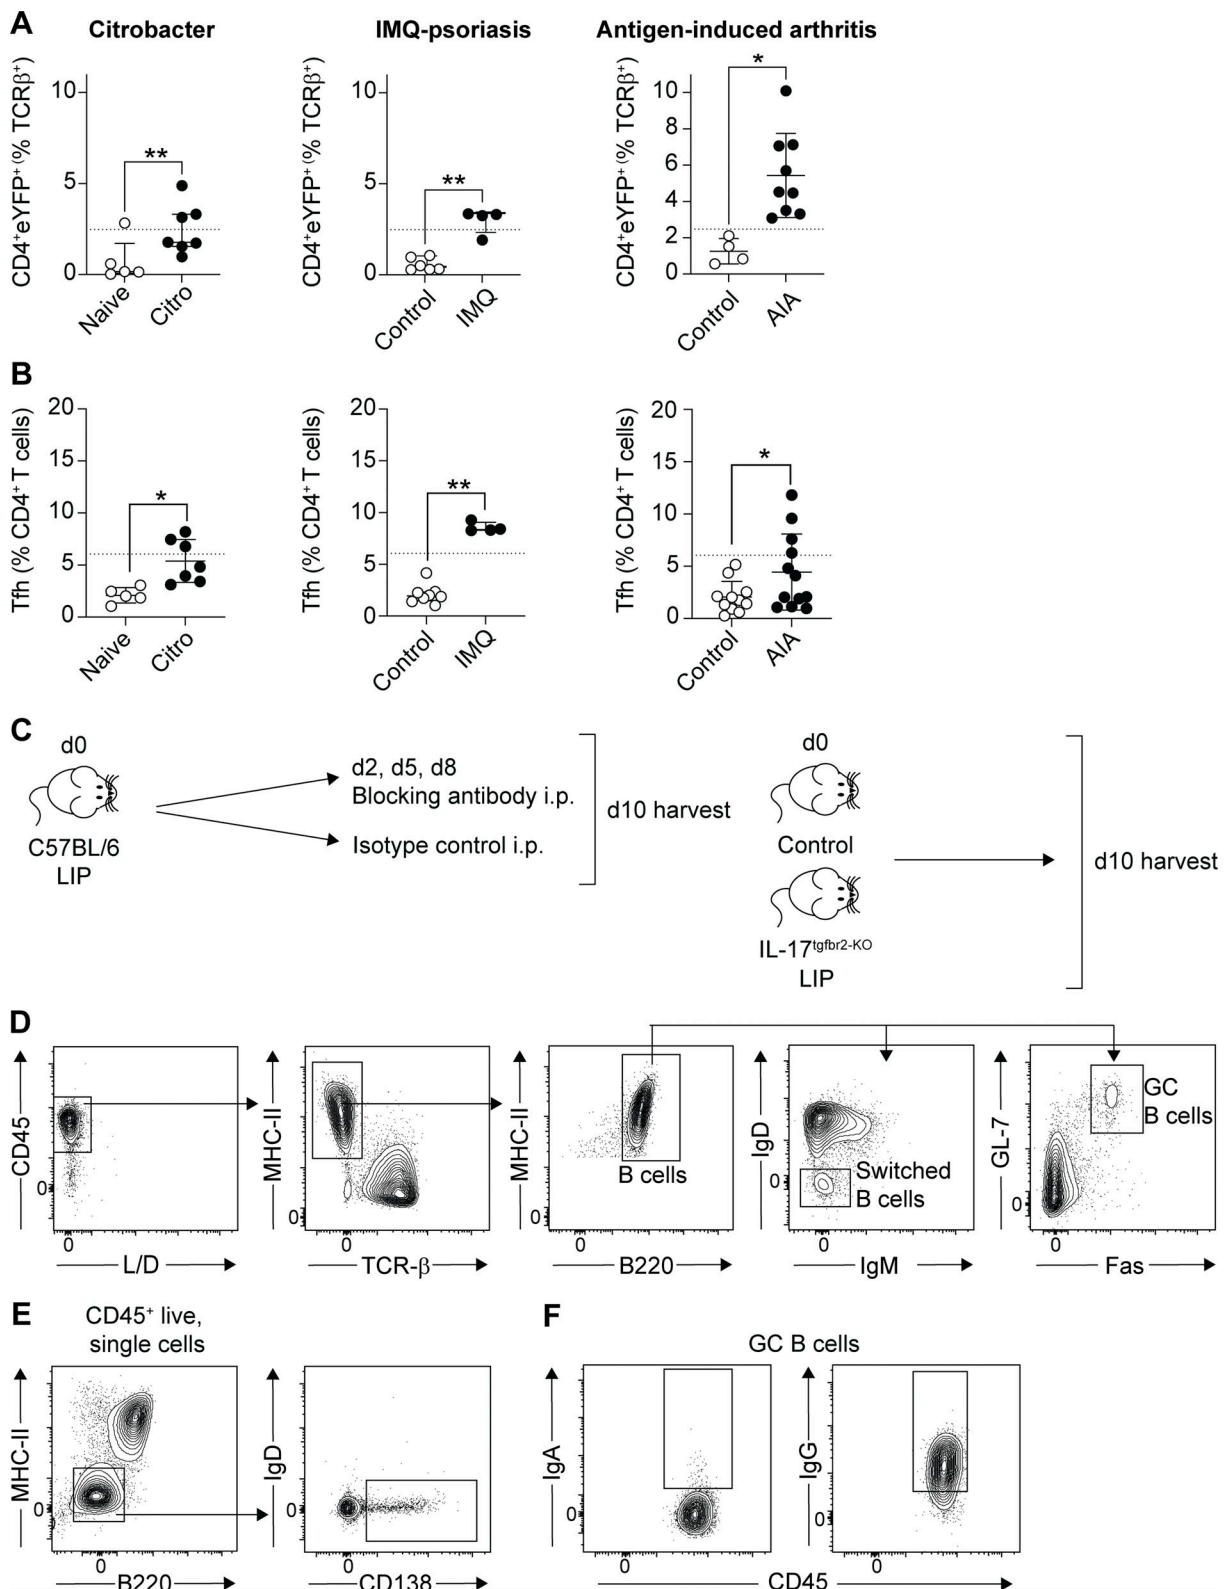 A
Citrobacter
IMQ-psoriasis
Antigen-induced arthritis
CD4⁺eYFP⁺ (% TCRβ⁺)
10
5
0
**
Naive
Citro
CD4⁺eYFP⁺ (% TCRβ⁺)
10
5
0
**
Control
IMQ
CD4⁺eYFP⁺ (% TCRβ⁺)
10
8
6
4
2
0
*
Control
AIA
B
Tfh (% CD4⁺ T cells)
20
15
10
5
0
*
Naive
Citro
Tfh (% CD4⁺ T cells)
20
15
10
5
0
**
Control
IMQ
Tfh (% CD4⁺ T cells)
20
15
10
5
0
*
Control
AIA
C
d0
C57BL/6
LIP
d2, d5, d8
Blocking antibody i.p.
Isotype control i.p.
d10 harvest
d0
Control
IL-17tgfbr2-KO
LIP
d10 harvest
D
CD45
0
0
L/D
MHC-II
0
0
TCR-β
MHC-II
0
B cells
0
B220
IgD
0
Switched
B cells
0
IgM
GL-7
0
GC
B cells
0
Fas
E
CD45⁺ live,
single cells
MHC-II
0
0
B220
IgD
0
0
CD138
F
GC B cells
IgA
0
0
IgG
0
0
CD45